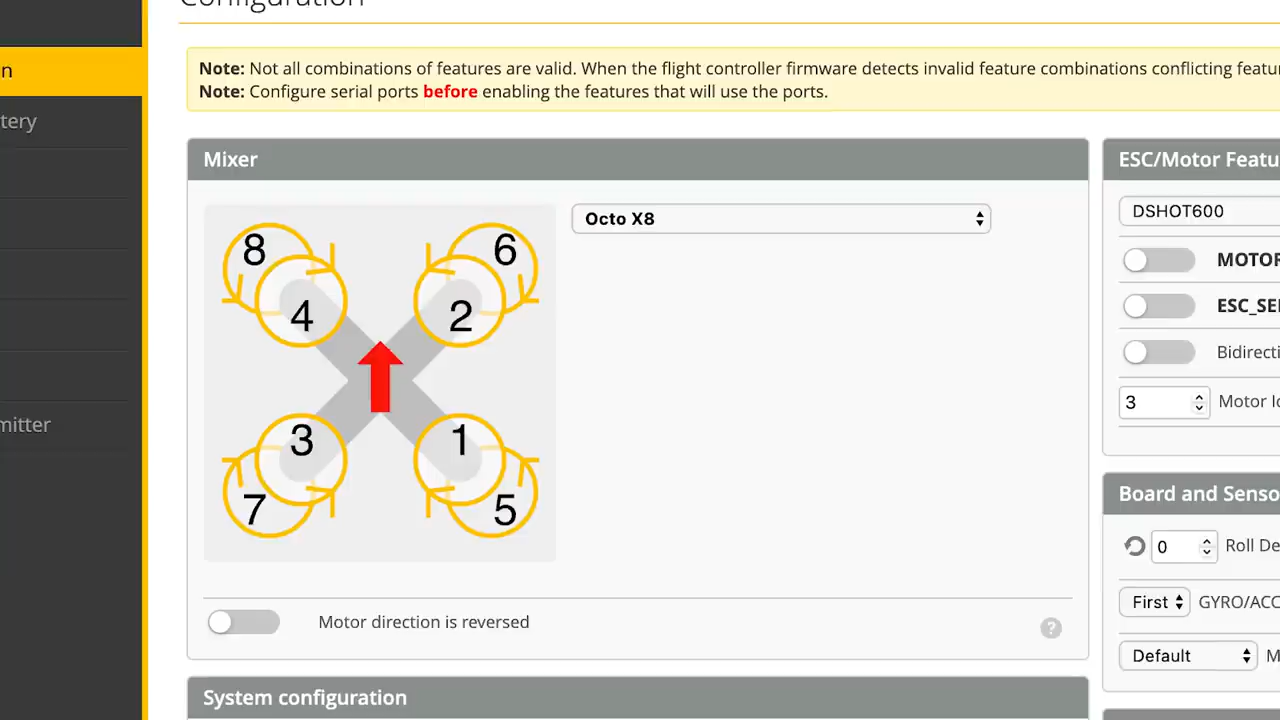 Configuration
n
Note: Not all combinations of features are valid. When the flight controller firmware detects invalid feature combinations conflicting featu
Note: Configure serial ports before enabling the features that will use the ports.
tery
mitter
Mixer
Octo X8
8
6
4
2
3
1
7
5
Motor direction is reversed
?
System configuration
ESC/Motor Featu
DSHOT600
MOTOR
ESC_SE
Bidirecti
3 Motor Id
Board and Senso
0 Roll De
First GYRO/ACC
Default M